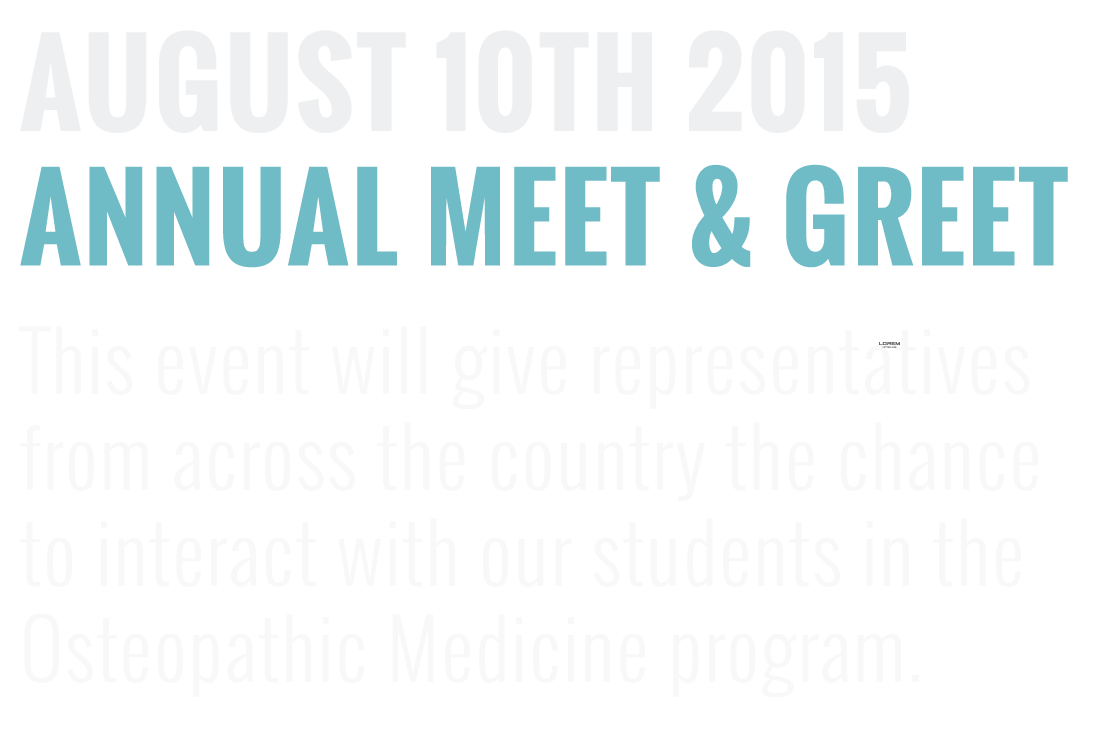 AUGUST 10TH 2015
ANNUAL MEET & GREET
This event will give representatives
LOREM
from across the country the chance
to interact with our students in the
Osteopathic Medicine program.